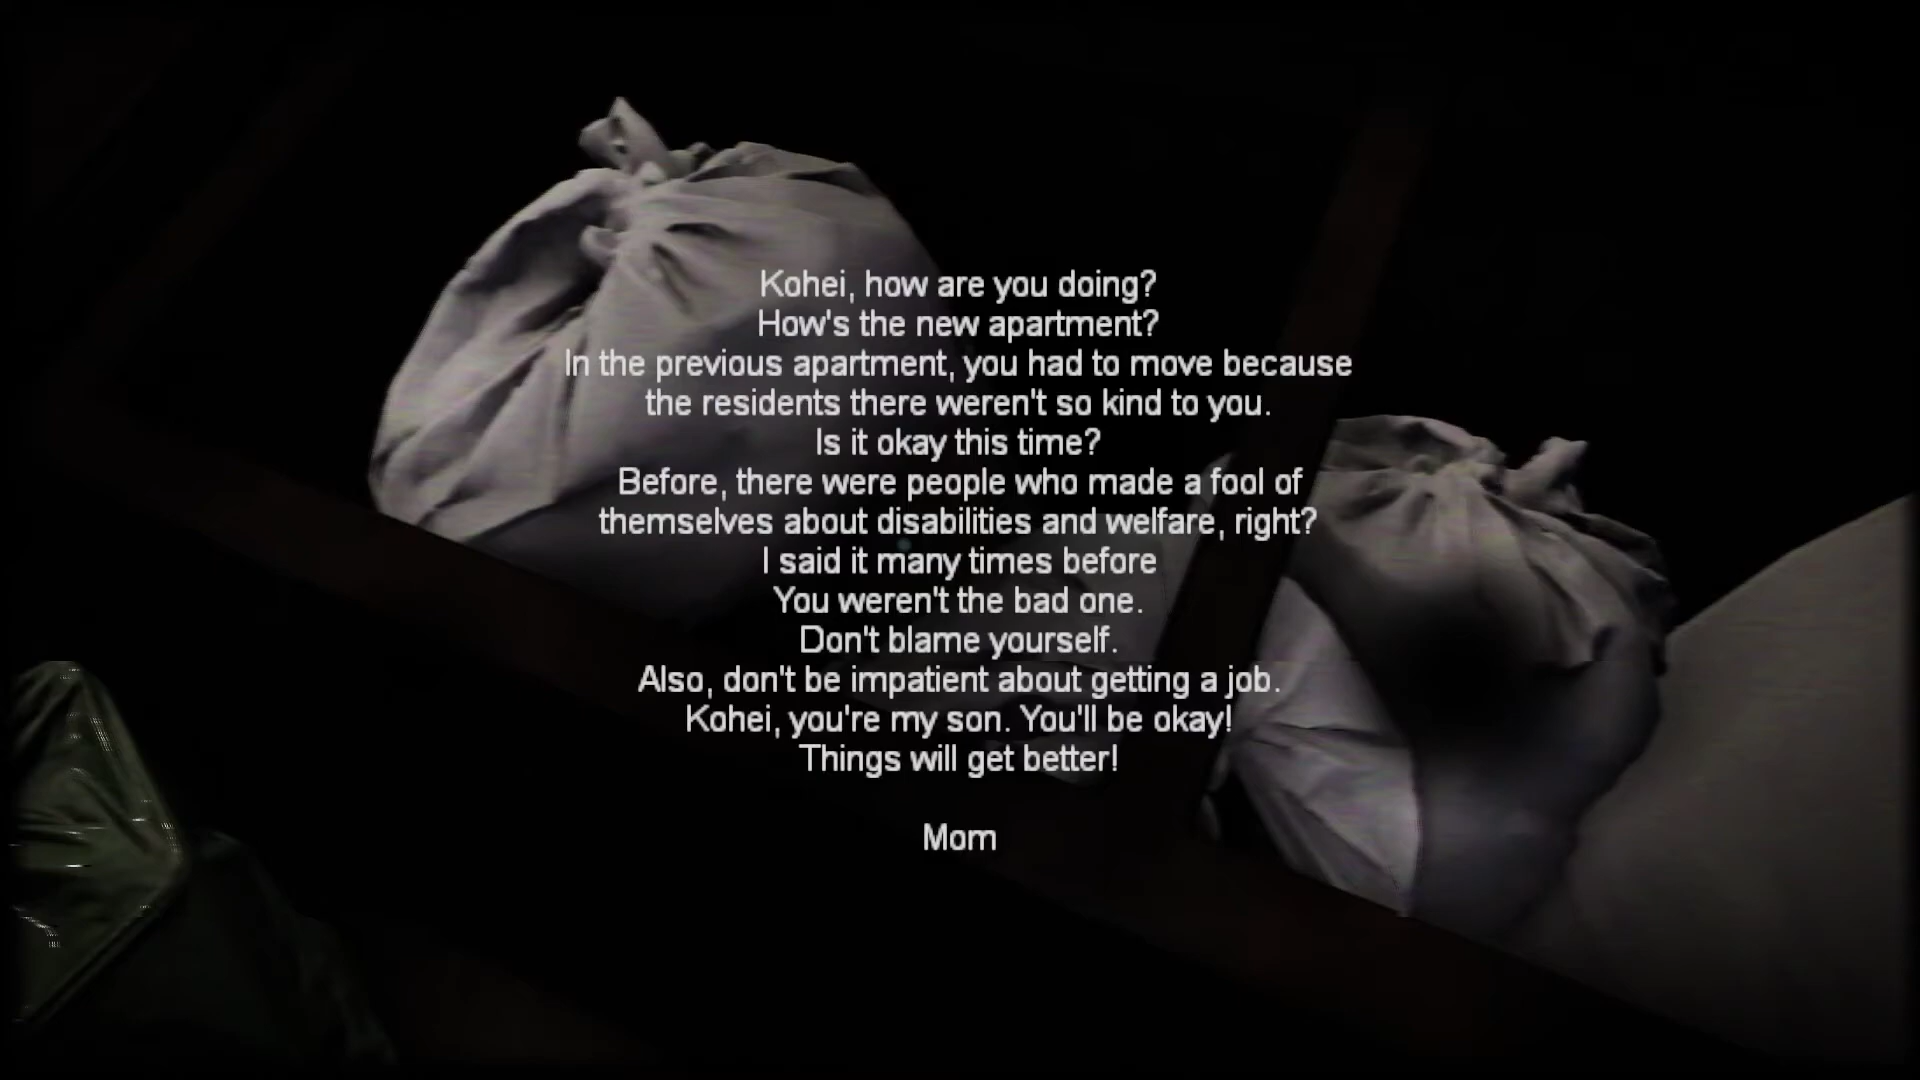 Kohei, how are you doing?
How's the new apartment?
In the previous apartment, you had to move because
the residents there weren't so kind to you.
Is it okay this time?
Before, there were people who made a fool of
themselves about disabilities and welfare, right?
I said it many times before
You weren't the bad one.
Don't blame yourself.
Also, don't be impatient about getting a job.
Kohei, you're my son. You'll be okay!
Things will get better!
Mom